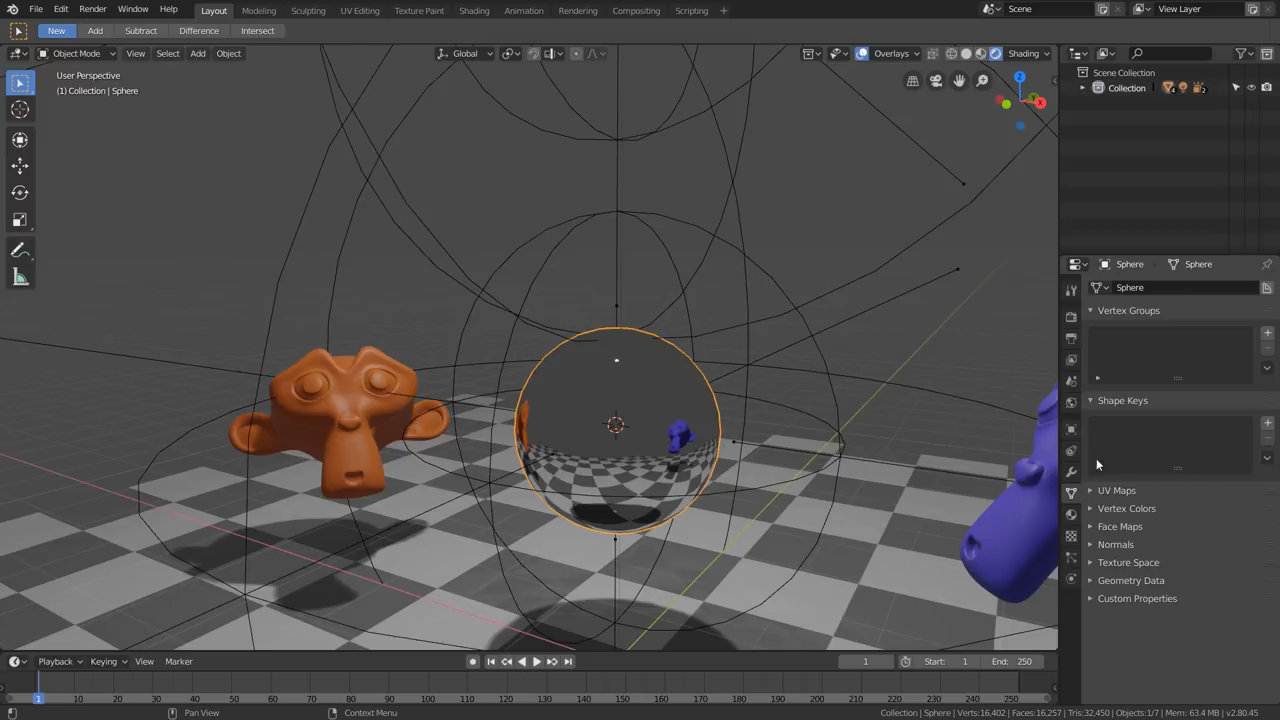 File Edit Render Window Help Layout Modeling Sculpting UV Editing Texture Paint Shading Animation Rendering Compositing Scripting Scene View Layer
New Add Subtract Difference Intersect
Object Mode View Select Add Object Global Overlays Shading
User Perspective
(1) Collection | Sphere
Z
Y
X
Scene Collection
Collection 4 2
Sphere Sphere
Sphere
Vertex Groups
Shape Keys
UV Maps
Vertex Colors
Face Maps
Normals
Texture Space
Geometry Data
Custom Properties
Playback Keying View Marker 1 Start: 1 End: 250
1 10 20 30 40 50 60 70 80 90 100 110 120 130 140 150 160 170 180 190 200 210 220 230 240 250
Pan View Context Menu Collection | Sphere | Verts:16,402 | Faces:16,257 | Tris:32,450 | Objects:1/7 | Mem: 63.4 MB | v2.80.45